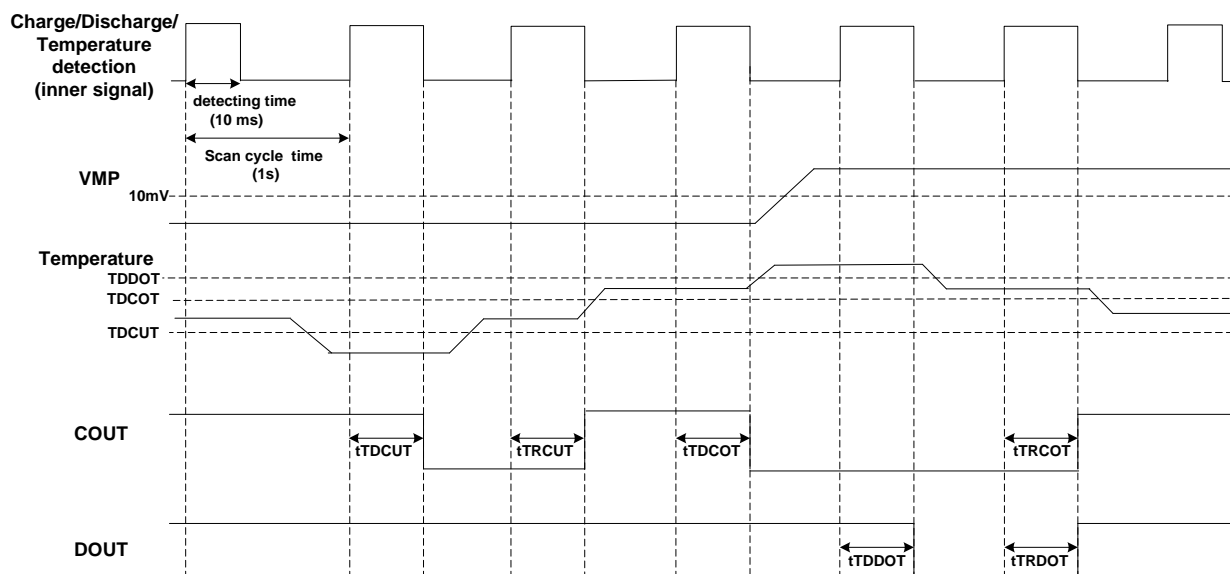 Charge/Discharge/
Temperature
detection
(inner signal)
detecting time
(10 ms)
Scan cycle time
(1s)
VMP
10mV
Temperature
TDDOT
TDCOT
TDCUT
COUT
tTDCUT
tTRCUT
tTDCOT
tTRCOT
DOUT
tTDDOT
tTRDOT